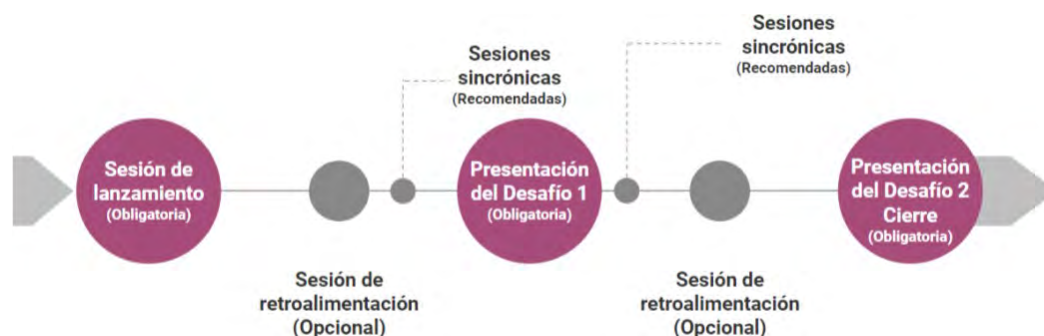 Sesión de
lanzamiento
(Obligatoria)
Sesión de
retroalimentación
(Opcional)
Sesiones
sincrónicas
(Recomendadas)
Presentación
del Desafío 1
(Obligatoria)
Sesiones
sincrónicas
(Recomendadas)
Sesión de
retroalimentación
(Opcional)
Presentación
del Desafío 2
Cierre
(Obligatoria)